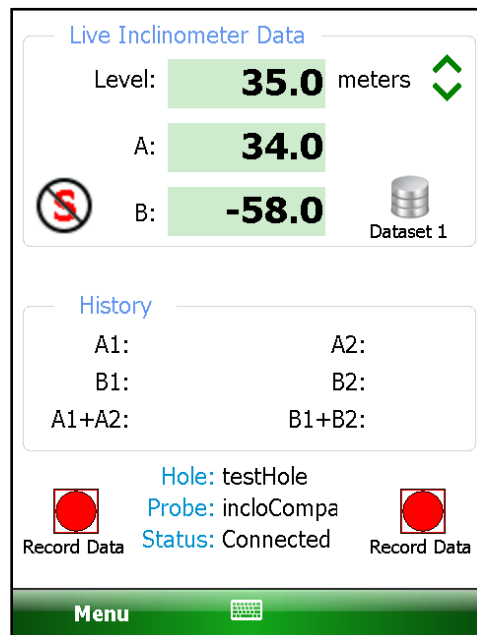 Live Inclinometer Data
Level: 35.0 meters
A: 34.0
S
B: -58.0
Dataset 1
History
A1: A2:
B1: B2:
A1+A2: B1+B2:
Hole: testHole
Probe: incloCompa
Status: Connected
Record Data Record Data
Menu